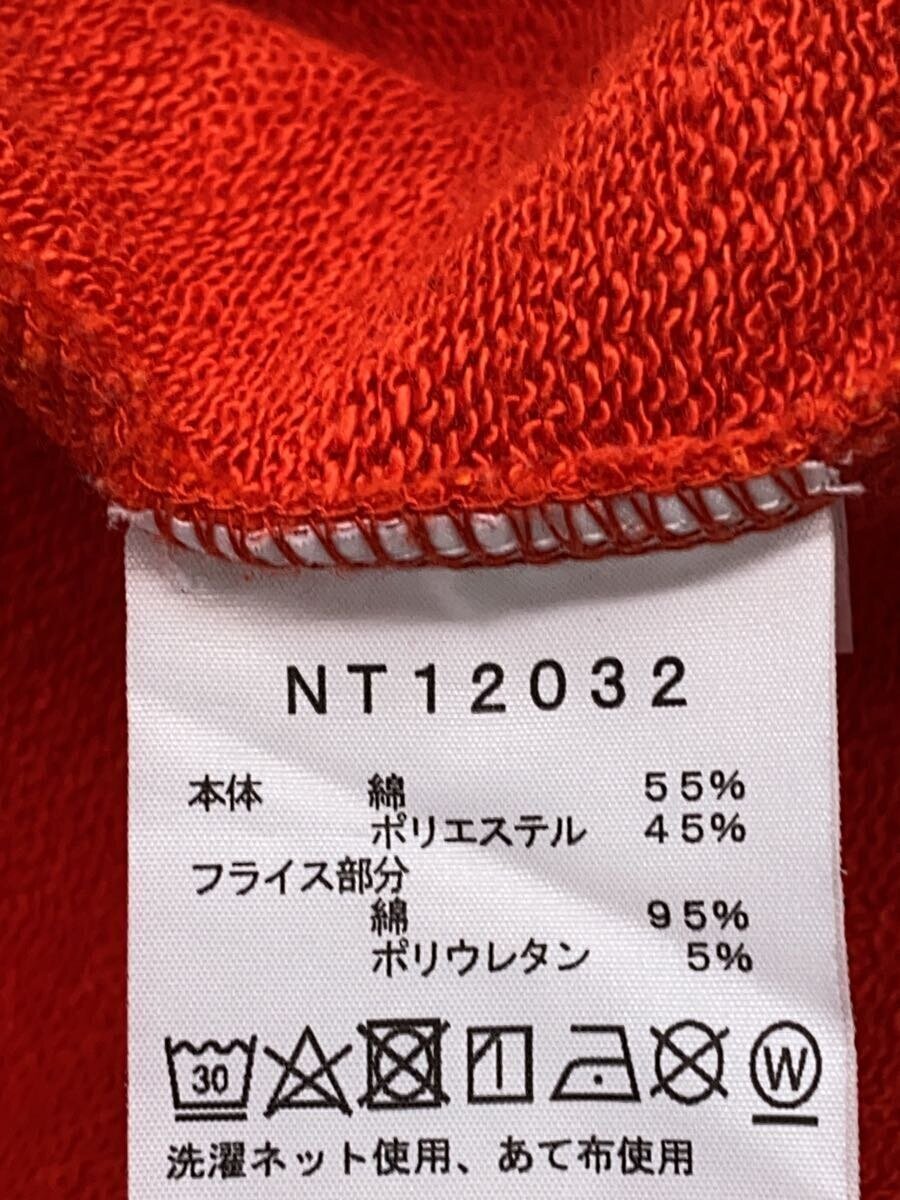 NT12032
本体 綿 55%
ポリエステル 45%
フライス部分
綿 95%
ポリウレタン 5%
30 W
洗濯ネット使用、あて布使用